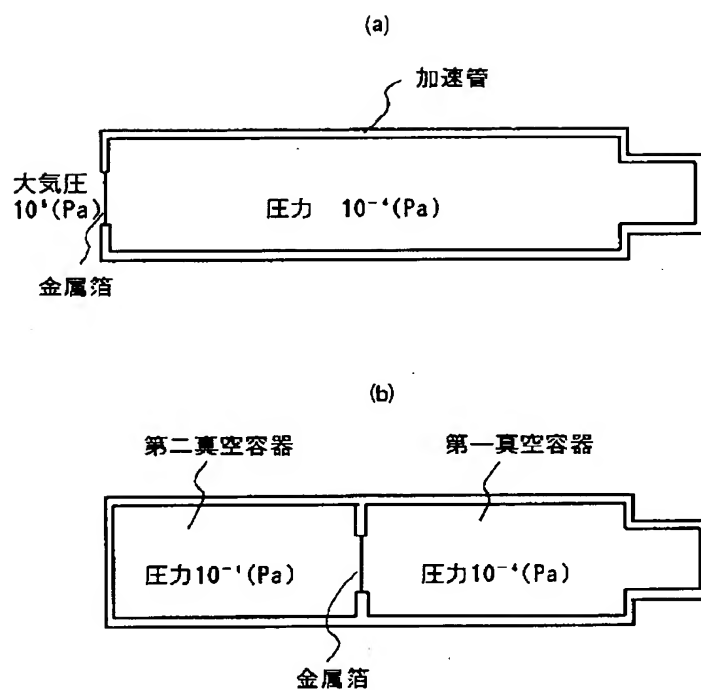 (a)
加速管
大気圧
10⁵(Pa)
圧力 10⁻⁴(Pa)
金属箔
(b)
第二真空容器
第一真空容器
圧力10⁻¹(Pa)
圧力10⁻⁴(Pa)
金属箔